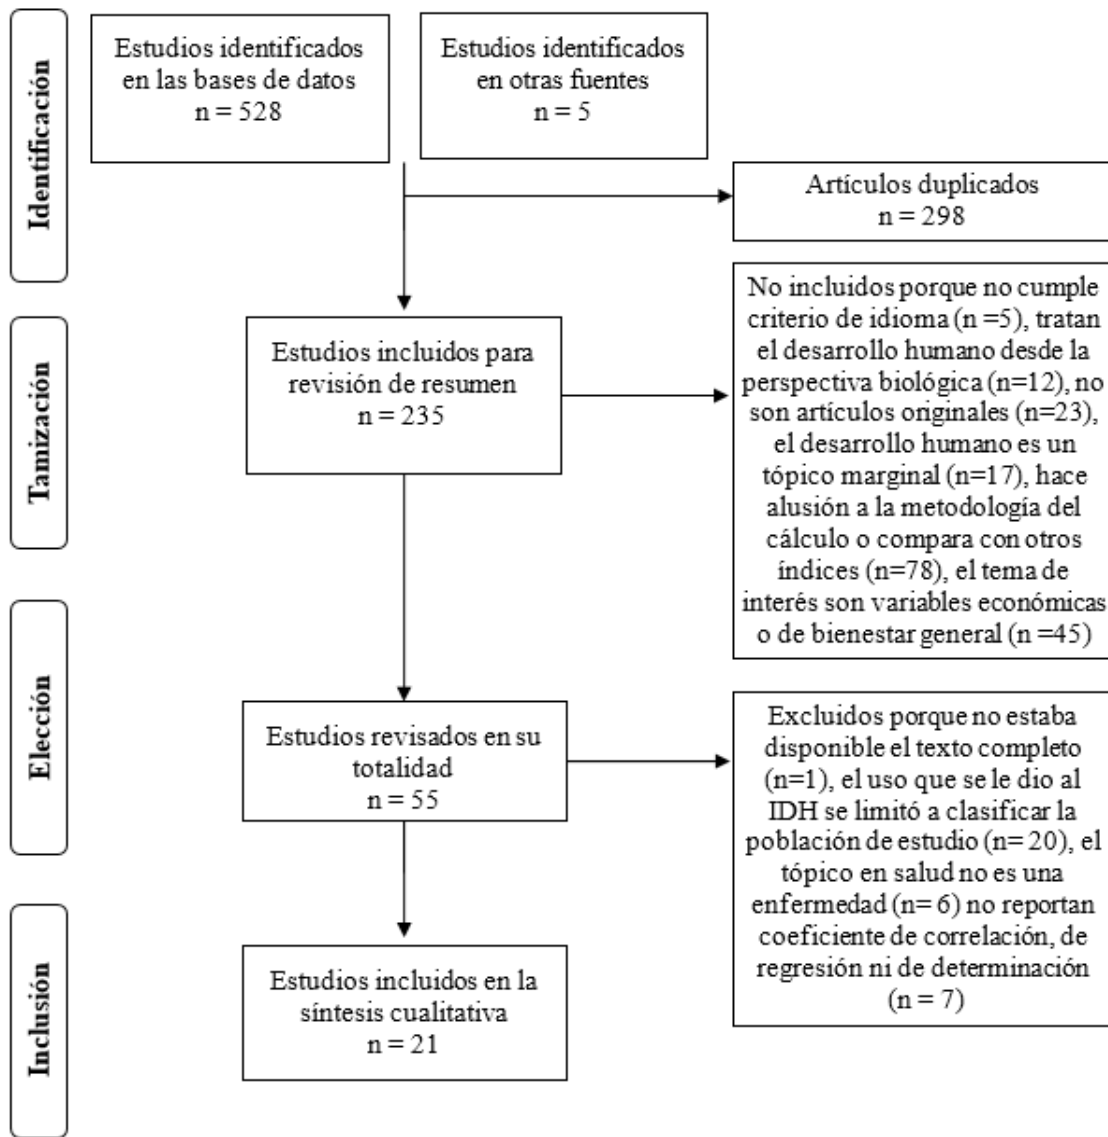 Identificación
Estudios identificados
en las bases de datos
n = 528
Estudios identificados
en otras fuentes
n = 5
Artículos duplicados
n = 298
Tamización
Estudios incluidos para
revisión de resumen
n = 235
No incluidos porque no cumple
criterio de idioma (n =5), tratan
el desarrollo humano desde la
perspectiva biológica (n=12), no
son artículos originales (n=23),
el desarrollo humano es un
tópico marginal (n=17), hace
alusión a la metodología del
cálculo o compara con otros
índices (n=78), el tema de
interés son variables económicas
o de bienestar general (n =45)
Elección
Estudios revisados en su
totalidad
n = 55
Excluidos porque no estaba
disponible el texto completo
(n=1), el uso que se le dio al
IDH se limitó a clasificar la
población de estudio (n= 20), el
tópico en salud no es una
enfermedad (n= 6) no reportan
coeficiente de correlación, de
regresión ni de determinación
(n = 7)
Inclusión
Estudios incluidos en la
síntesis cualitativa
n = 21